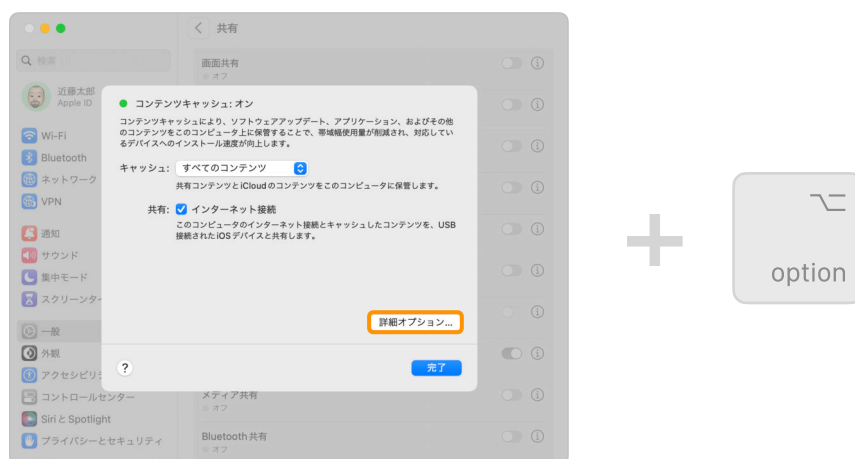 共有
検索
近藤太郎
Apple ID
Wi-Fi
Bluetooth
ネットワーク
VPN
通知
サウンド
集中モード
スクリーンター
一般
外観
アクセシビリ
コントロールセンター
Siri と Spotlight
プライバシーとセキュリティ
画面共有
オフ
コンテンツキャッシュ: オン
コンテンツキャッシュにより、ソフトウェアアップデート、アプリケーション、およびその他
のコンテンツをこのコンピュータ上に保管することで、帯域幅使用量が削減され、対応してい
るデバイスへのインストール速度が向上します。
キャッシュ: すべてのコンテンツ
共有コンテンツと iCloud のコンテンツをこのコンピュータに保管します。
共有: インターネット接続
このコンピュータのインターネット接続とキャッシュしたコンテンツを、USB
接続された iOS デバイスと共有します。
詳細オプション...
?
完了
メディア共有
オフ
Bluetooth 共有
オフ
+
⌥
option